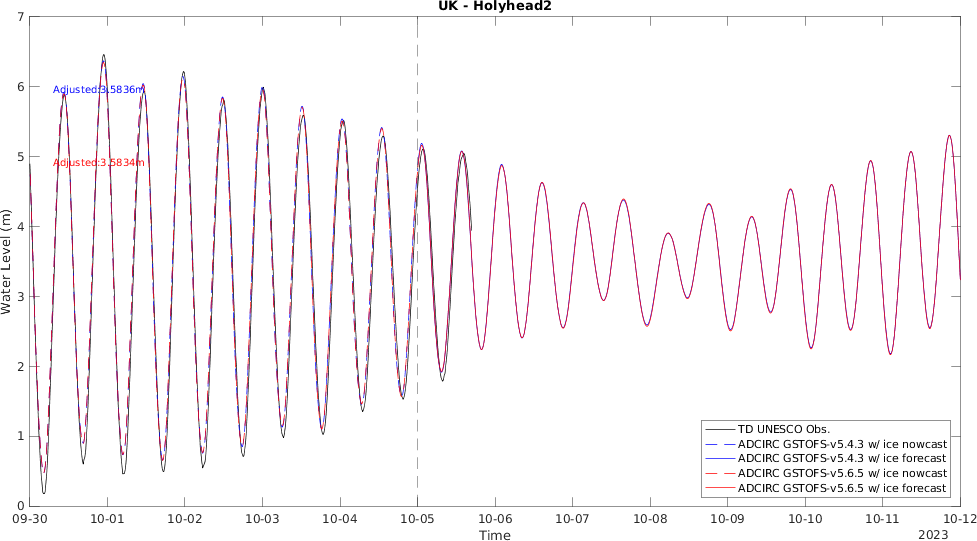 UK - Holyhead2
7
6
5
4
3
2
1
0
Water Level (m)
Adjusted:3.5836m
Adjusted:3.5834m
TD UNESCO Obs.
ADCIRC GSTOFS-v5.4.3 w/ ice nowcast
ADCIRC GSTOFS-v5.4.3 w/ ice forecast
ADCIRC GSTOFS-v5.6.5 w/ ice nowcast
ADCIRC GSTOFS-v5.6.5 w/ ice forecast
09-30 10-01 10-02 10-03 10-04 10-05 10-06 10-07 10-08 10-09 10-10 10-11 10-12
Time
2023